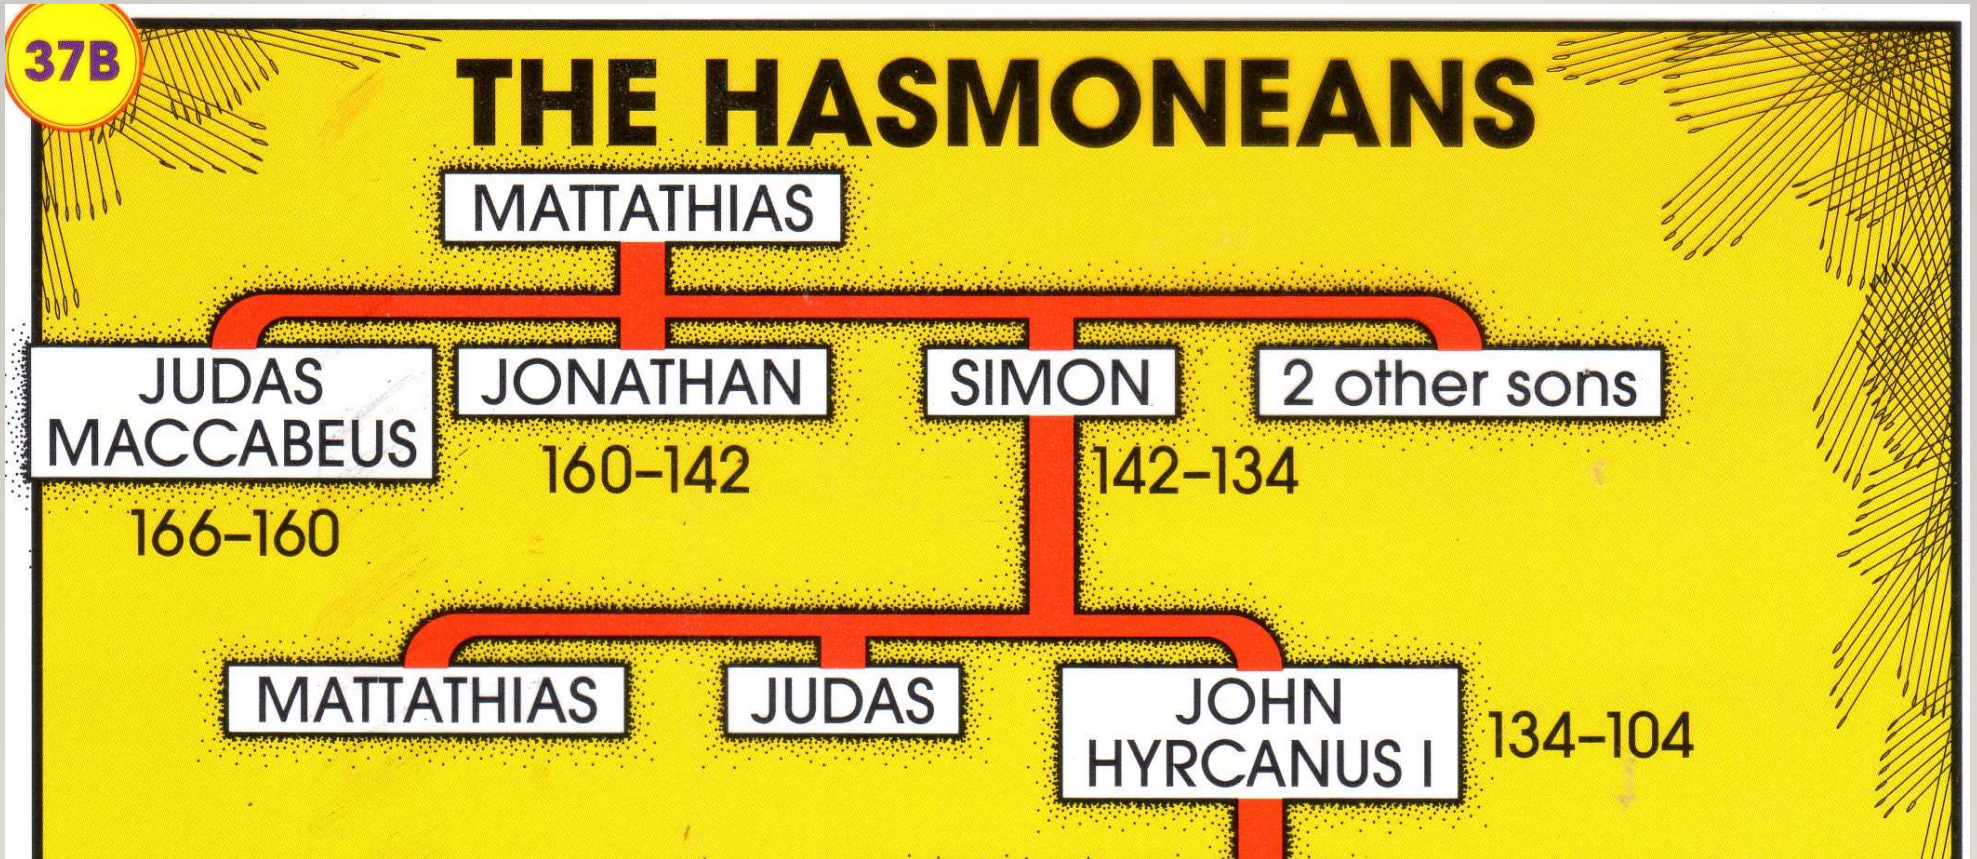 37B
THE HASMONEANS
MATTATHIAS
JUDAS
MACCABEUS
JONATHAN
SIMON
2 other sons
166–160
160–142
142–134
MATTATHIAS
JUDAS
JOHN
HYRCANUS I
134–104